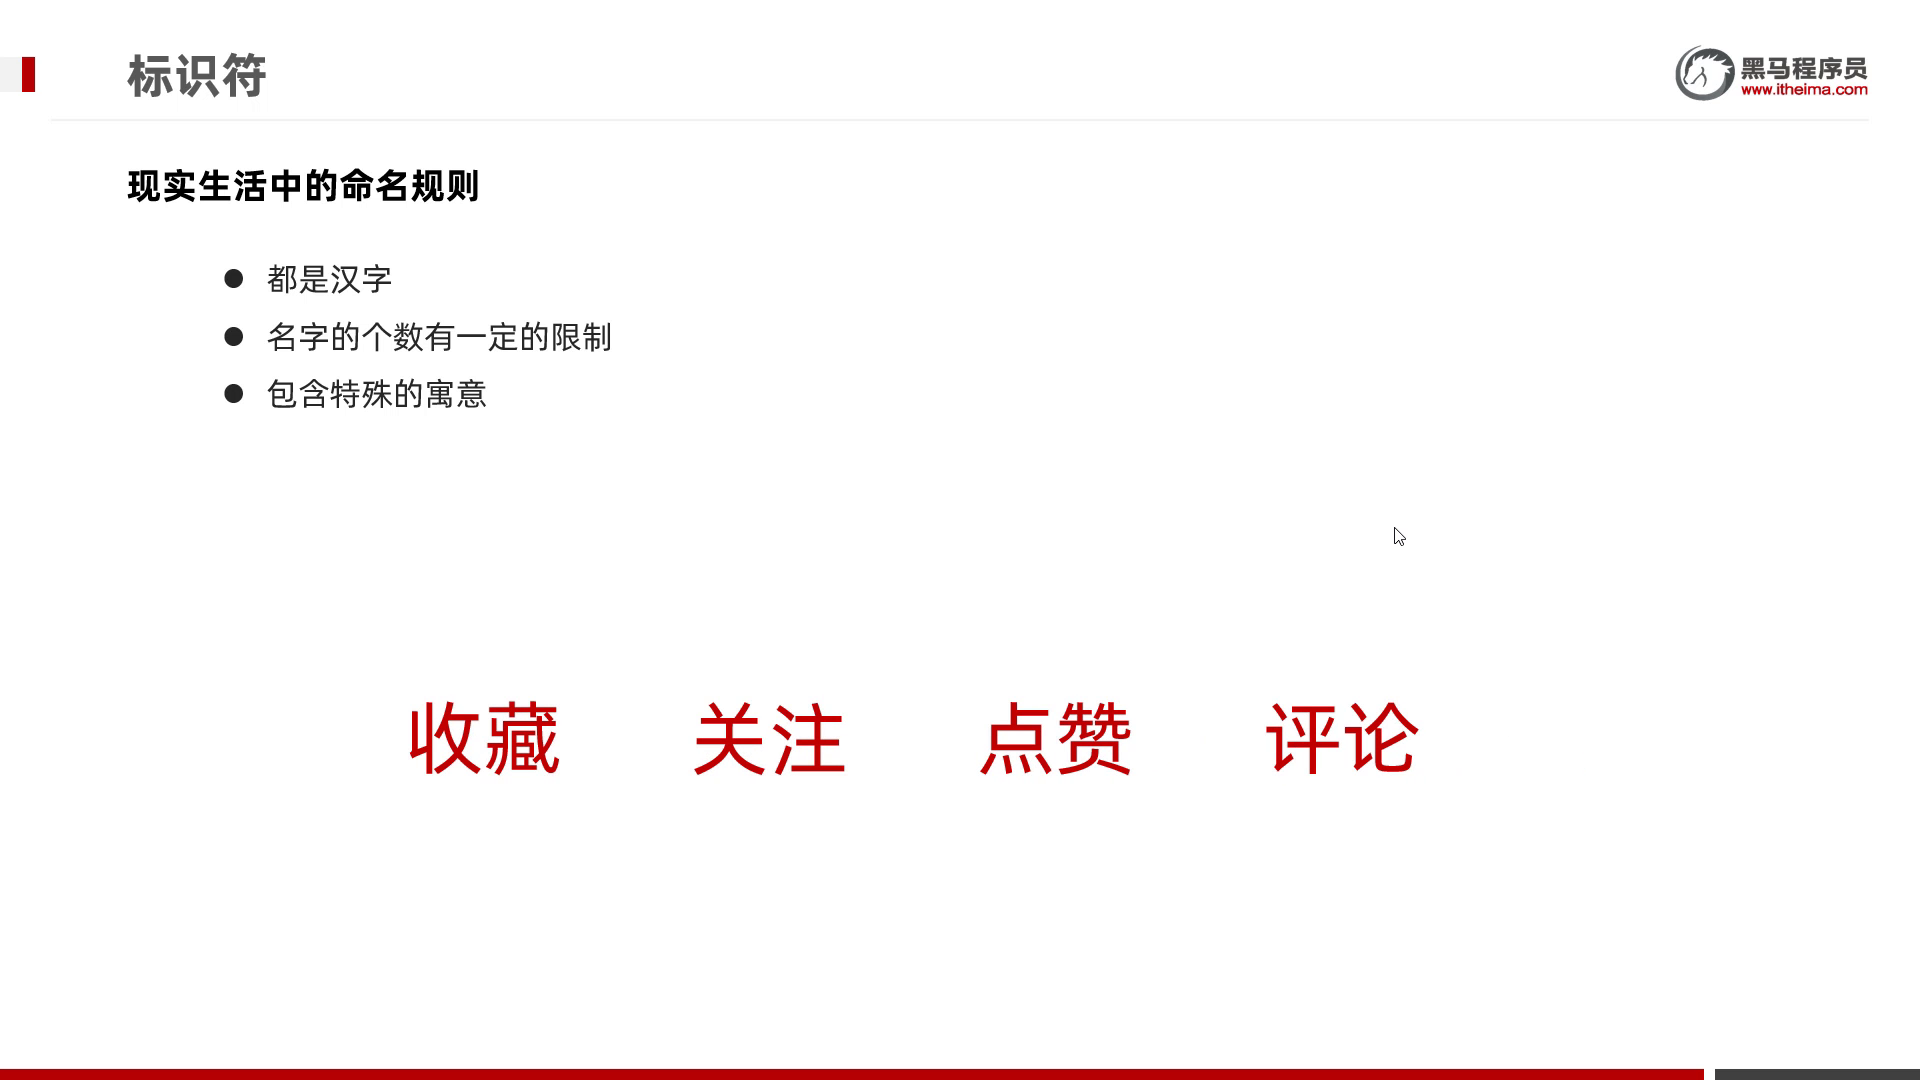 标识符
黑马程序员
www.itheima.com
现实生活中的命名规则
● 都是汉字
● 名字的个数有一定的限制
● 包含特殊的寓意
收藏 关注 点赞 评论